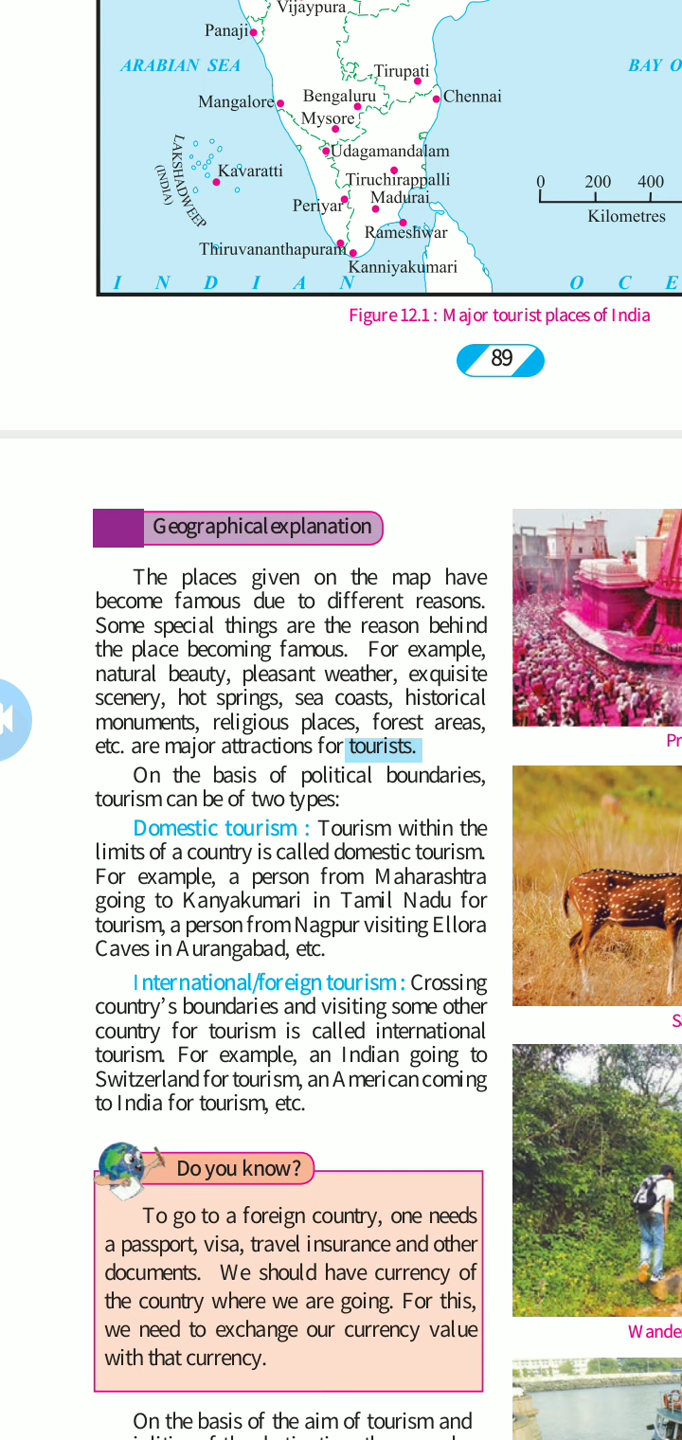 Vijaypura
Panaji
ARABIAN SEA
BAY O
Tirupati
Mangalore
Bengaluru
Chennai
Mysore
Udagamandalam
LAKSHADWEEP
(INDIA)
Kavaratti
Tiruchirappalli
0 200 400
Periyar
Madurai
Kilometres
Rameshwar
Thiruvananthapuram
Kanniyakumari
I N D I A N O C E
Figure 12.1 : Major tourist places of India
89
Geographical explanation
The places given on the map have
become famous due to different reasons.
Some special things are the reason behind
the place becoming famous. For example,
natural beauty, pleasant weather, exquisite
scenery, hot springs, sea coasts, historical
monuments, religious places, forest areas,
etc. are major attractions for tourists.
On the basis of political boundaries,
tourism can be of two types:
Domestic tourism : Tourism within the
limits of a country is called domestic tourism.
For example, a person from Maharashtra
going to Kanyakumari in Tamil Nadu for
tourism, a person from Nagpur visiting Ellora
Caves in Aurangabad, etc.
International/foreign tourism : Crossing
country's boundaries and visiting some other
country for tourism is called international
tourism. For example, an Indian going to
Switzerland for tourism, an American coming
to India for tourism, etc.
Do you know?
To go to a foreign country, one needs
a passport, visa, travel insurance and other
documents. We should have currency of
the country where we are going. For this,
we need to exchange our currency value
with that currency.
On the basis of the aim of tourism and
Pr
Sa
Wande